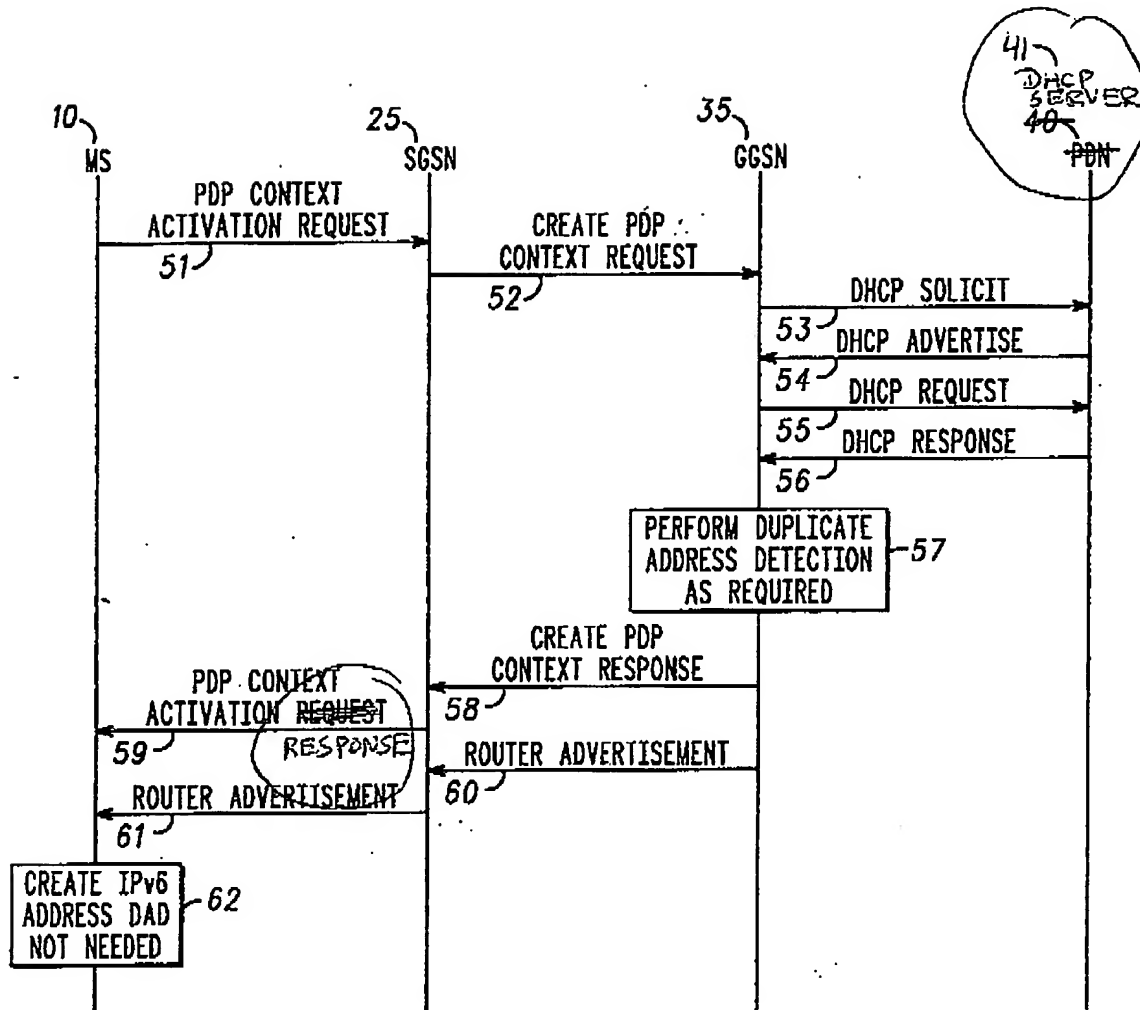 41
DHCP
SERVER
40
PDN
10
MS
25
SGSN
35
GGSN
PDP CONTEXT
ACTIVATION REQUEST
51
CREATE PDP
CONTEXT REQUEST
52
DHCP SOLICIT
53
DHCP ADVERTISE
54
DHCP REQUEST
55
DHCP RESPONSE
56
PERFORM DUPLICATE
ADDRESS DETECTION
AS REQUIRED
57
CREATE PDP
CONTEXT RESPONSE
58
PDP CONTEXT
ACTIVATION REQUEST
RESPONSE
59
ROUTER ADVERTISEMENT
60
ROUTER ADVERTISEMENT
61
CREATE IPv6
ADDRESS DAD
NOT NEEDED
62